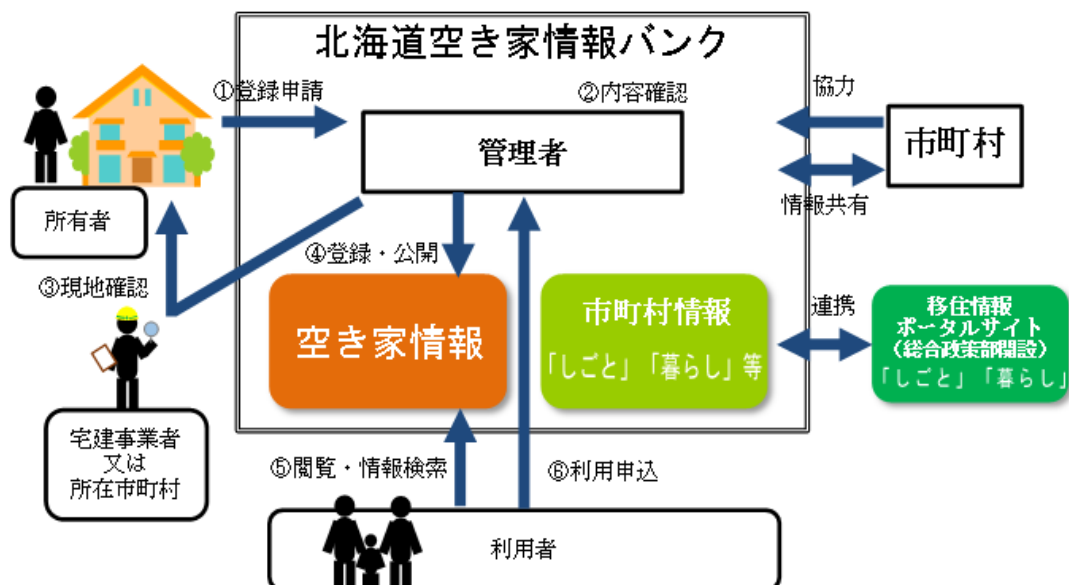 北海道空き家情報バンク
①登録申請
②内容確認
協力
管理者
市町村
所有者
情報共有
④登録・公開
③現地確認
空き家情報
市町村情報
「しごと」「暮らし」等
連携
移住情報
ポータルサイト
（総合政策部開設）
「しごと」「暮らし」
宅建事業者
又は
所在市町村
⑤閲覧・情報検索
⑥利用申込
利用者